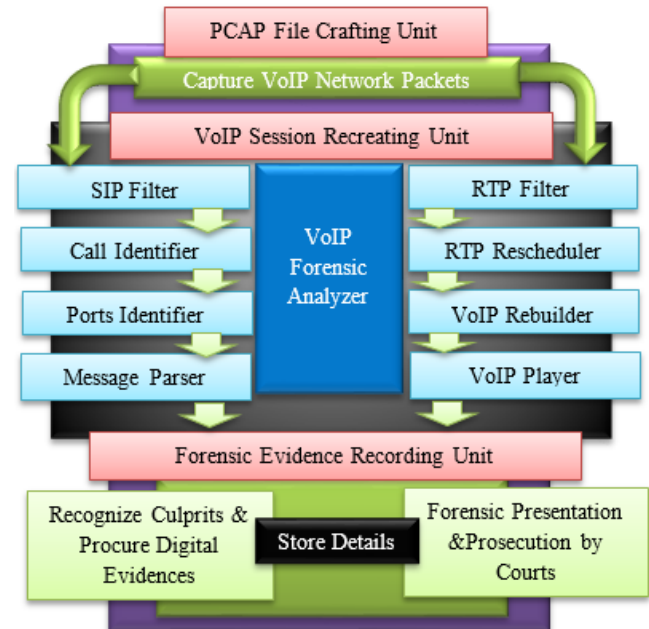 PCAP File Crafting Unit
Capture VoIP Network Packets
VoIP Session Recreating Unit
SIP Filter
Call Identifier
Ports Identifier
Message Parser
VoIP
Forensic
Analyzer
RTP Filter
RTP Rescheduler
VoIP Rebuilder
VoIP Player
Forensic Evidence Recording Unit
Recognize Culprits &
Procure Digital
Evidences
Store Details
Forensic Presentation
&Prosecution by
Courts